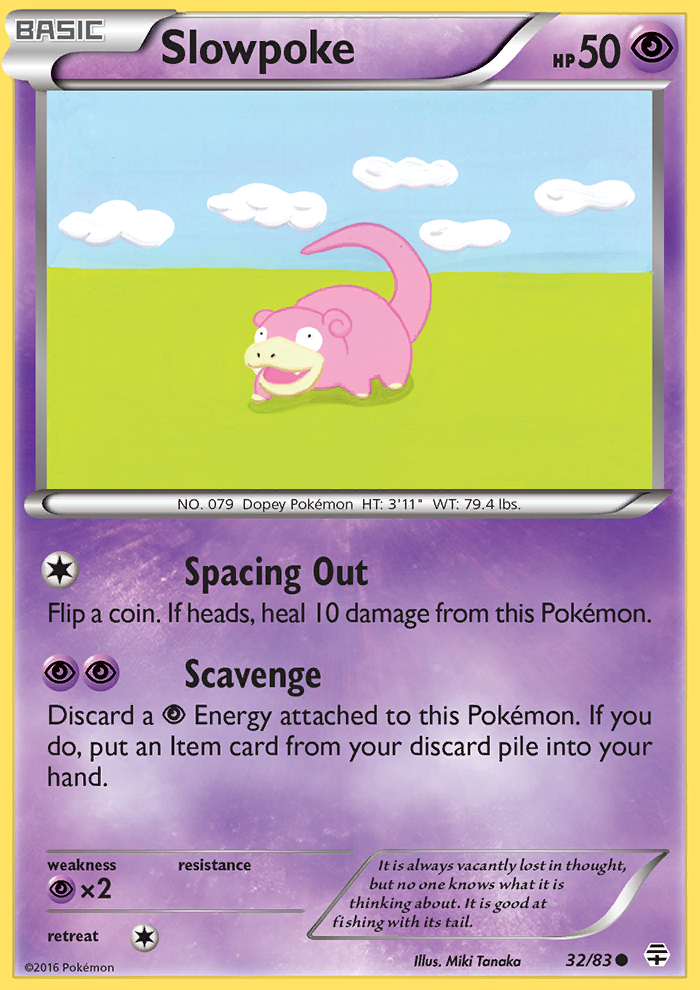 BASIC
Slowpoke
HP50
NO. 079 Dopey Pokémon HT: 3'11" WT: 79.4 lbs.
Spacing Out
Flip a coin. If heads, heal 10 damage from this Pokémon.
Scavenge
Discard a Energy attached to this Pokémon. If you
do, put an Item card from your discard pile into your
hand.
weakness
resistance
×2
retreat
It is always vacantly lost in thought,
but no one knows what it is
thinking about. It is good at
fishing with its tail.
©2016 Pokémon
Illus. Miki Tanaka
32/83